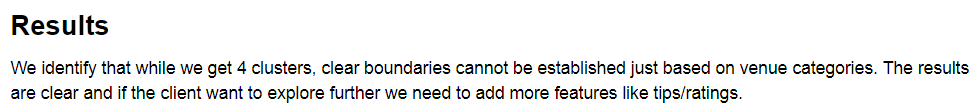 Results
We identify that while we get 4 clusters, clear boundaries cannot be established just based on venue categories. The results
are clear and if the client want to explore further we need to add more features like tips/ratings.